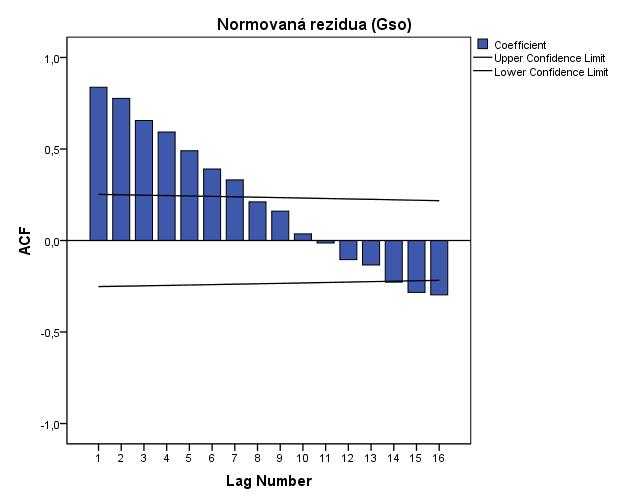 Normovaná rezidua (Gso)
Coefficient
Upper Confidence Limit
Lower Confidence Limit
1,0
0,5
0,0
-0,5
-1,0
ACF
1 2 3 4 5 6 7 8 9 10 11 12 13 14 15 16
Lag Number